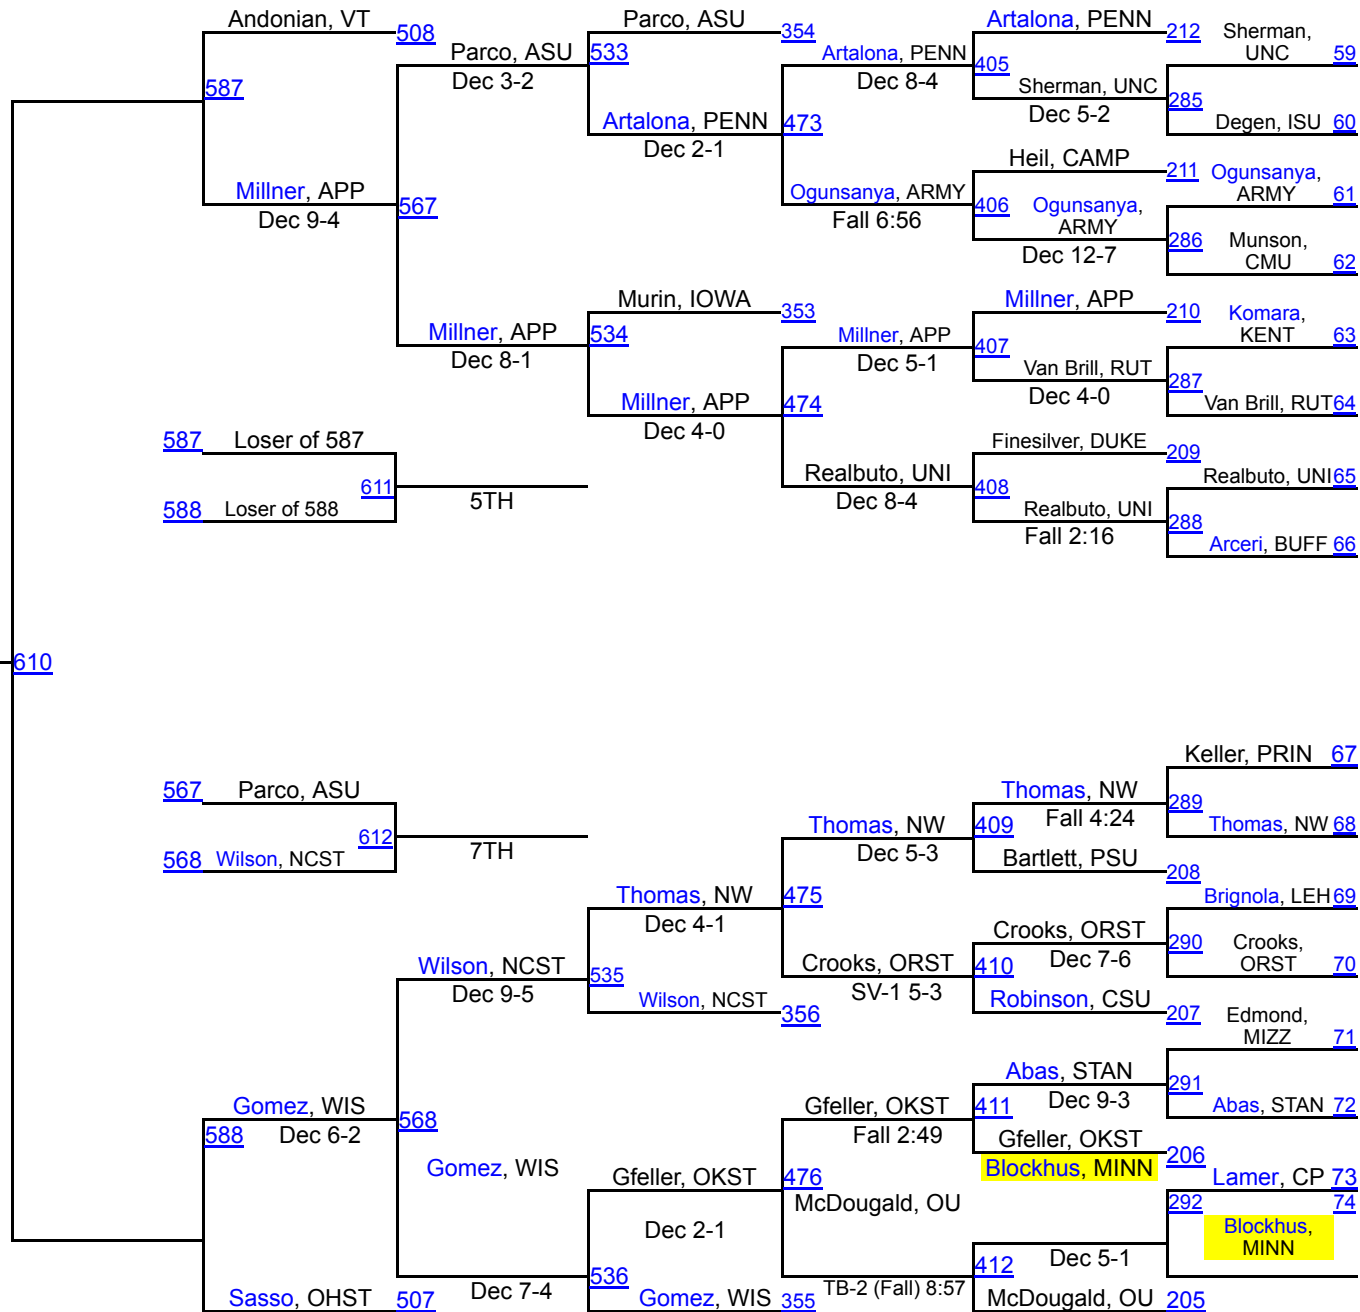 Andonian, VT
508
Parco, ASU
354
Artalona, PENN
212
Sherman,
UNC
59
587
Parco, ASU
Dec 3-2
533
Artalona, PENN
Dec 8-4
405
Sherman, UNC
Dec 5-2
285
Degen, ISU
60
Artalona, PENN
Dec 2-1
473
Heil, CAMP
211
Ogunsanya,
ARMY
61
Millner, APP
Dec 9-4
567
Ogunsanya, ARMY
Fall 6:56
406
Ogunsanya,
ARMY
Dec 12-7
286
Munson,
CMU
62
Murin, IOWA
353
Millner, APP
210
Komara,
KENT
63
Millner, APP
Dec 8-1
534
Millner, APP
Dec 5-1
407
Van Brill, RUT
Dec 4-0
287
Van Brill, RUT
64
Millner, APP
Dec 4-0
474
587
Loser of 587
Finesilver, DUKE
209
Realbuto, UNI
65
611
5TH
Realbuto, UNI
Dec 8-4
408
588
Loser of 588
Realbuto, UNI
Fall 2:16
288
Arceri, BUFF
66
610
Keller, PRIN
67
567
Parco, ASU
Thomas, NW
Fall 4:24
289
Thomas, NW
68
612
7TH
Thomas, NW
Dec 5-3
409
568
Wilson, NCST
Bartlett, PSU
208
Thomas, NW
Dec 4-1
475
Brignola, LEH
69
Crooks, ORST
Dec 7-6
290
Crooks,
ORST
70
Wilson, NCST
Dec 9-5
535
Crooks, ORST
SV-1 5-3
410
Wilson, NCST
356
Robinson, CSU
207
Edmond,
MIZZ
71
Abas, STAN
Dec 9-3
291
Abas, STAN
72
Gomez, WIS
Dec 6-2
588
568
Gfeller, OKST
Fall 2:49
411
Gfeller, OKST
206
Gomez, WIS
Gfeller, OKST
476
Blockhus, MINN
Lamer, CP
73
McDougald, OU
292
74
Dec 2-1
Blockhus,
MINN
Dec 5-1
Dec 7-4
536
TB-2 (Fall) 8:57
412
Sasso, OHST
507
Gomez, WIS
355
McDougald, OU
205